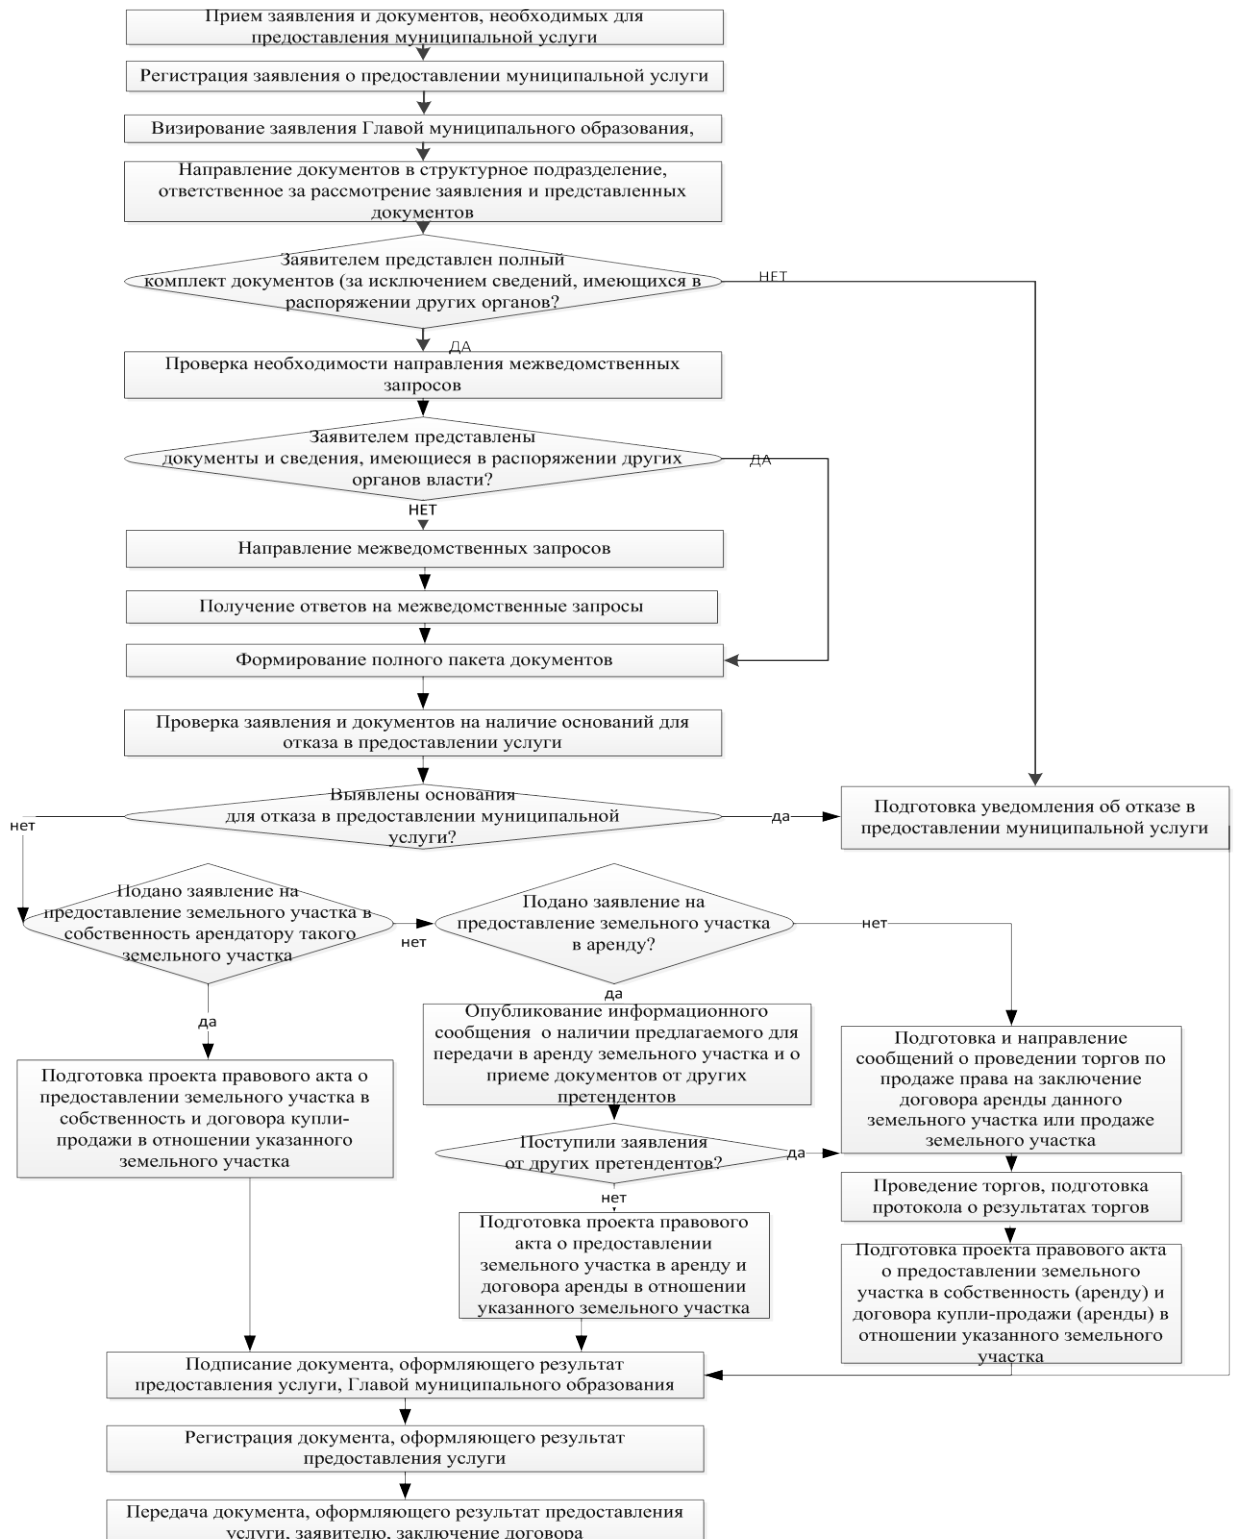 Прием заявления и документов, необходимых для
предоставления муниципальной услуги
Регистрация заявления о предоставлении муниципальной услуги
Визирование заявления Главой муниципального образования,
Направление документов в структурное подразделение,
ответственное за рассмотрение заявления и представленных
документов
Заявителем представлен полный
комплект документов (за исключением сведений, имеющихся в
распоряжении других органов?
НЕТ
ДА
Проверка необходимости направления межведомственных
запросов
Заявителем представлены
документы и сведения, имеющиеся в распоряжении других
органов власти?
ДА
НЕТ
Направление межведомственных запросов
Получение ответов на межведомственные запросы
Формирование полного пакета документов
Проверка заявления и документов на наличие оснований для
отказа в предоставлении услуги
Выявлены основания
для отказа в предоставлении муниципальной
услуги?
нет
да
Подготовка уведомления об отказе в
предоставлении муниципальной услуги
Подано заявление на
предоставление земельного участка в
собственность арендатору такого
земельного участка
нет
да
Подано заявление на
предоставление земельного участка
в аренду?
нет
да
Подготовка проекта правового акта о
предоставлении земельного участка в
собственность и договора купли-
продажи в отношении указанного
земельного участка
Опубликование информационного
сообщения о наличии предлагаемого для
передачи в аренду земельного участка и о
приеме документов от других
претендентов
Подготовка и направление
сообщений о проведении торгов по
продаже права на заключение
договора аренды данного
земельного участка или продаже
земельного участка
Поступили заявления
от других претендентов?
да
нет
Проведение торгов, подготовка
протокола о результатах торгов
Подготовка проекта правового
акта о предоставлении
земельного участка в аренду и
договора аренды в отношении
указанного земельного участка
Подготовка проекта правового акта
о предоставлении земельного
участка в собственность (аренду) и
договора купли-продажи (аренды) в
отношении указанного земельного
участка
Подписание документа, оформляющего результат
предоставления услуги, Главой муниципального образования
Регистрация документа, оформляющего результат
предоставления услуги
Передача документа, оформляющего результат предоставления
услуги, заявителю, заключение договора